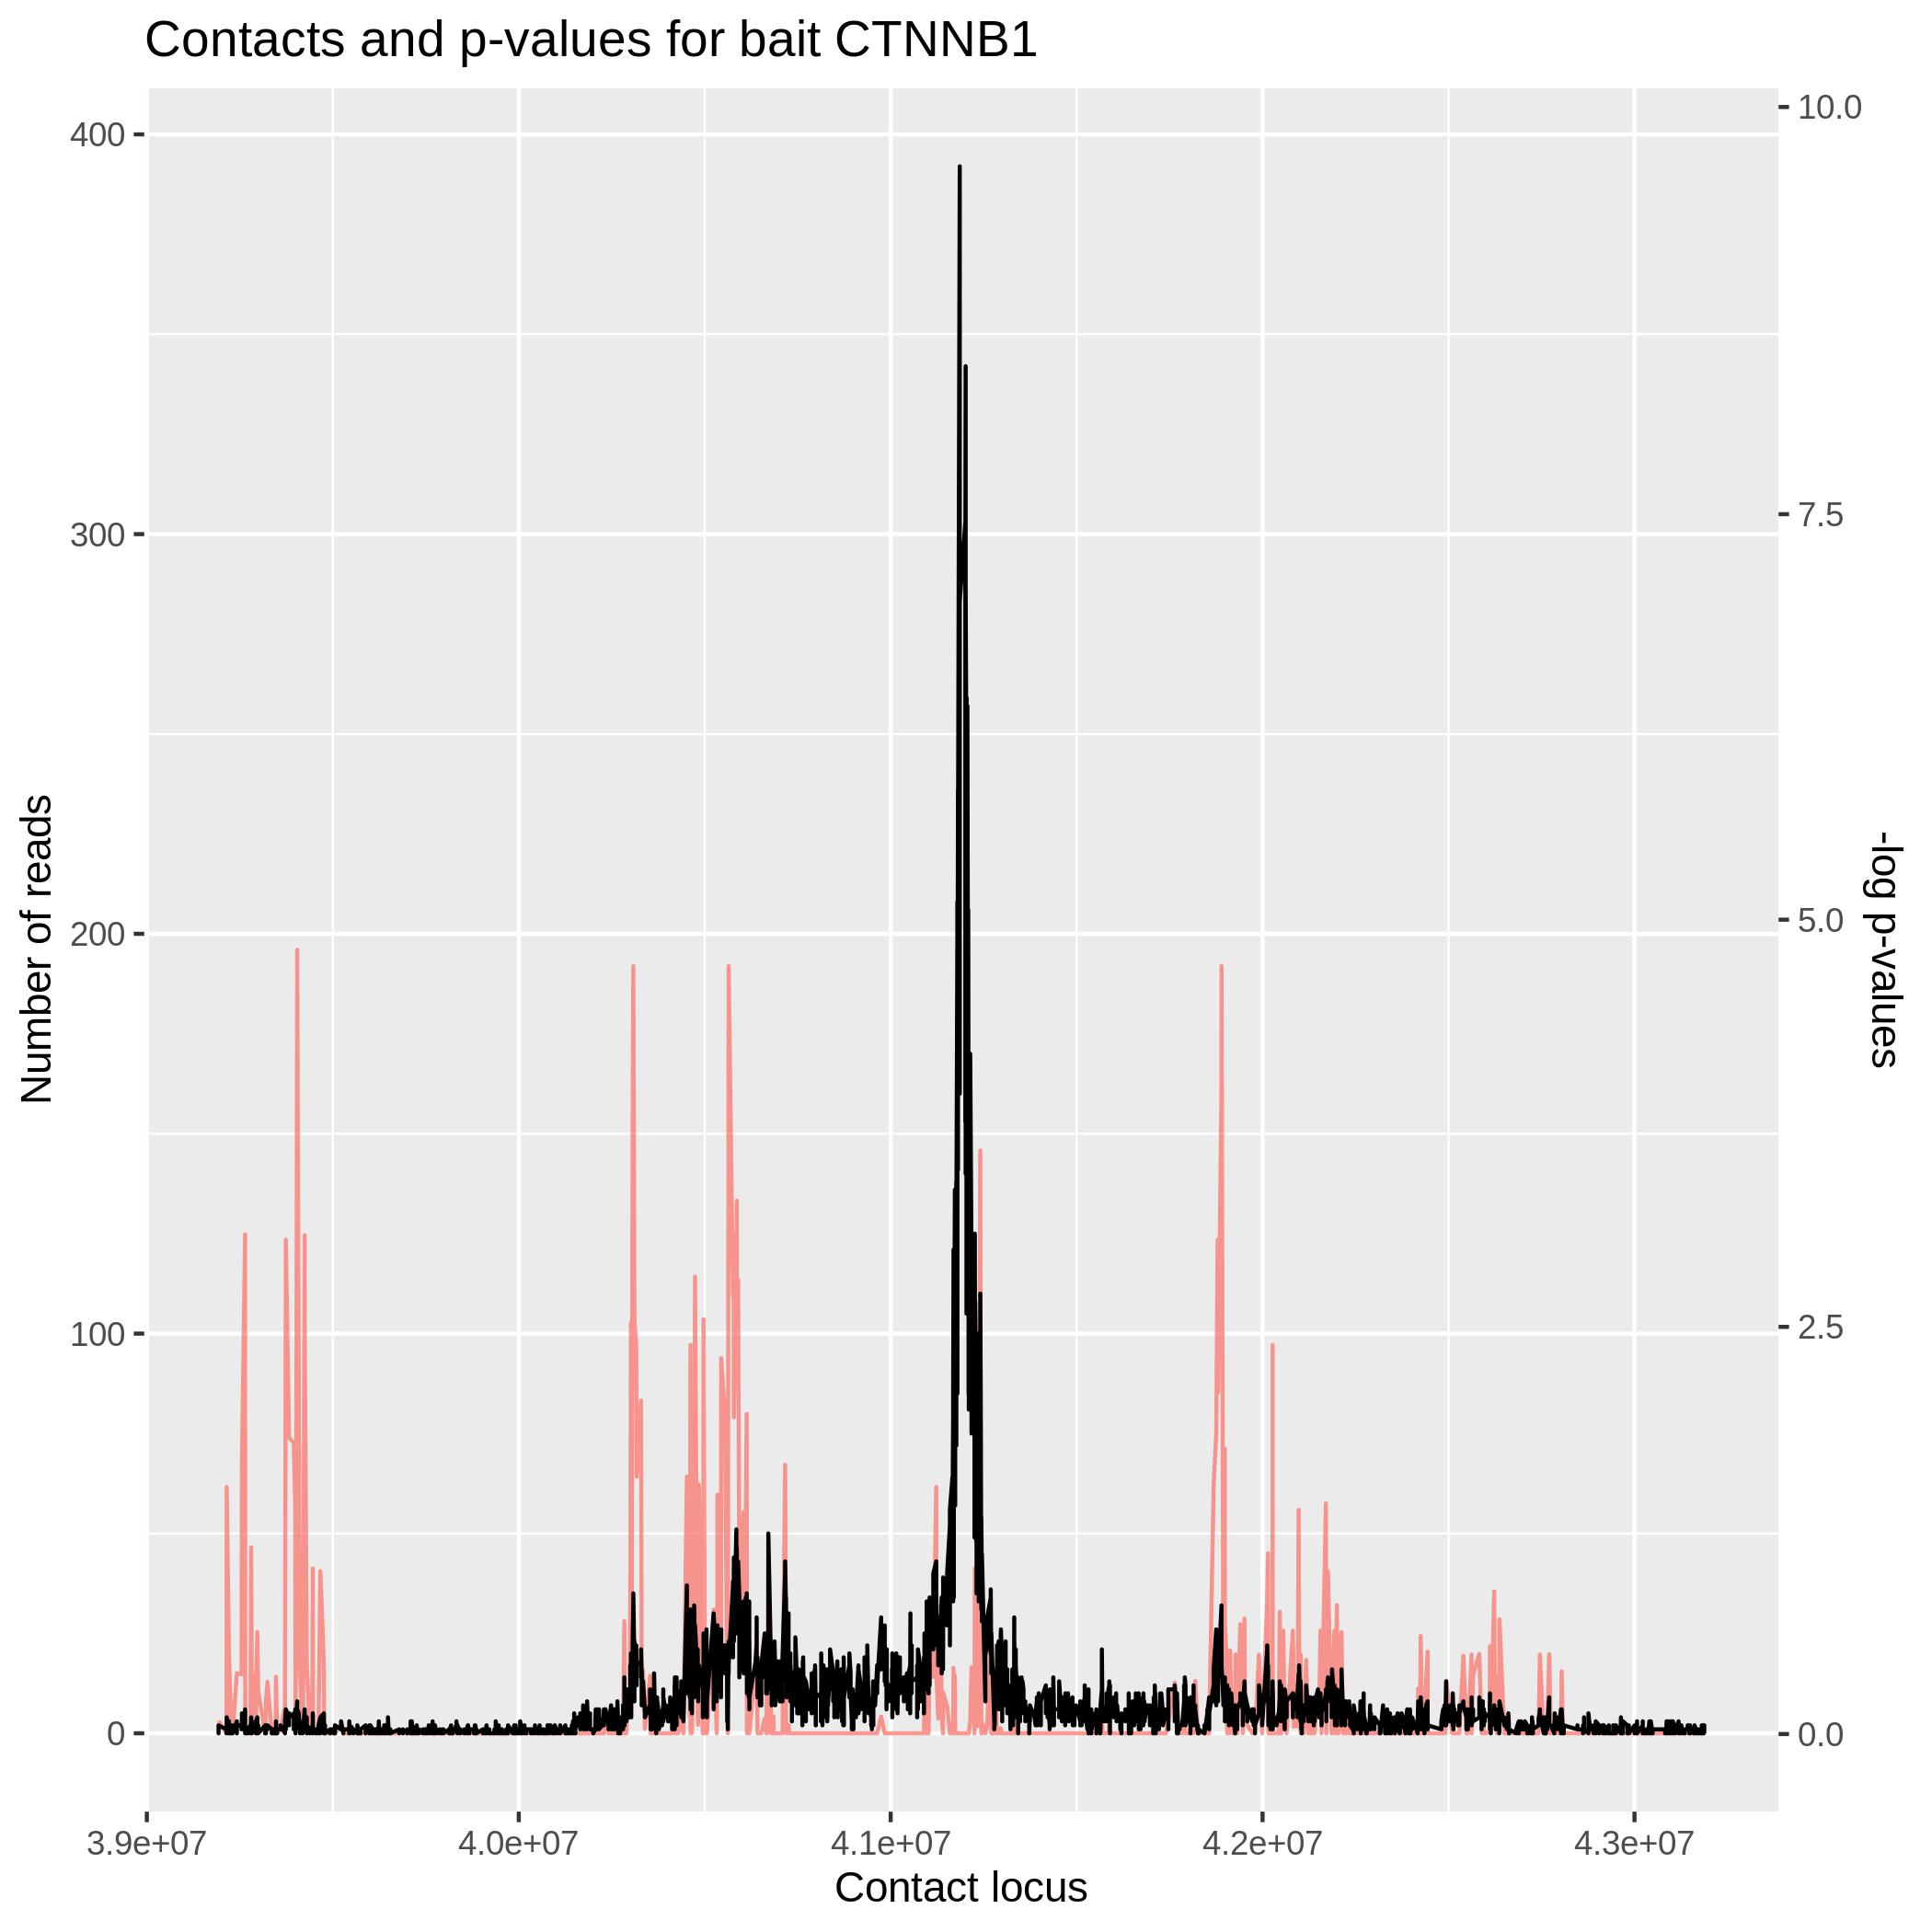 Contacts and p-values for bait CTNNB1
400
300
200
100
0
Number of reads
10.0
7.5
5.0
2.5
0.0
-log p-values
3.9e+07
4.0e+07
4.1e+07
4.2e+07
4.3e+07
Contact locus